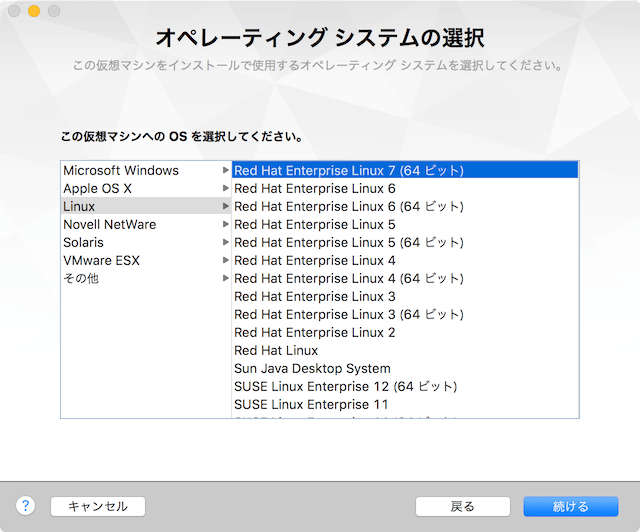 オペレーティング システムの選択
この仮想マシンをインストールで使用するオペレーティング システムを選択してください。
この仮想マシンへの OS を選択してください。
Microsoft Windows
Apple OS X
Linux
Novell NetWare
Solaris
VMware ESX
その他
Red Hat Enterprise Linux 7 (64 ビット)
Red Hat Enterprise Linux 6
Red Hat Enterprise Linux 6 (64 ビット)
Red Hat Enterprise Linux 5
Red Hat Enterprise Linux 5 (64 ビット)
Red Hat Enterprise Linux 4
Red Hat Enterprise Linux 4 (64 ビット)
Red Hat Enterprise Linux 3
Red Hat Enterprise Linux 3 (64 ビット)
Red Hat Enterprise Linux 2
Red Hat Linux
Sun Java Desktop System
SUSE Linux Enterprise 12 (64 ビット)
SUSE Linux Enterprise 11
?
キャンセル
戻る
続ける